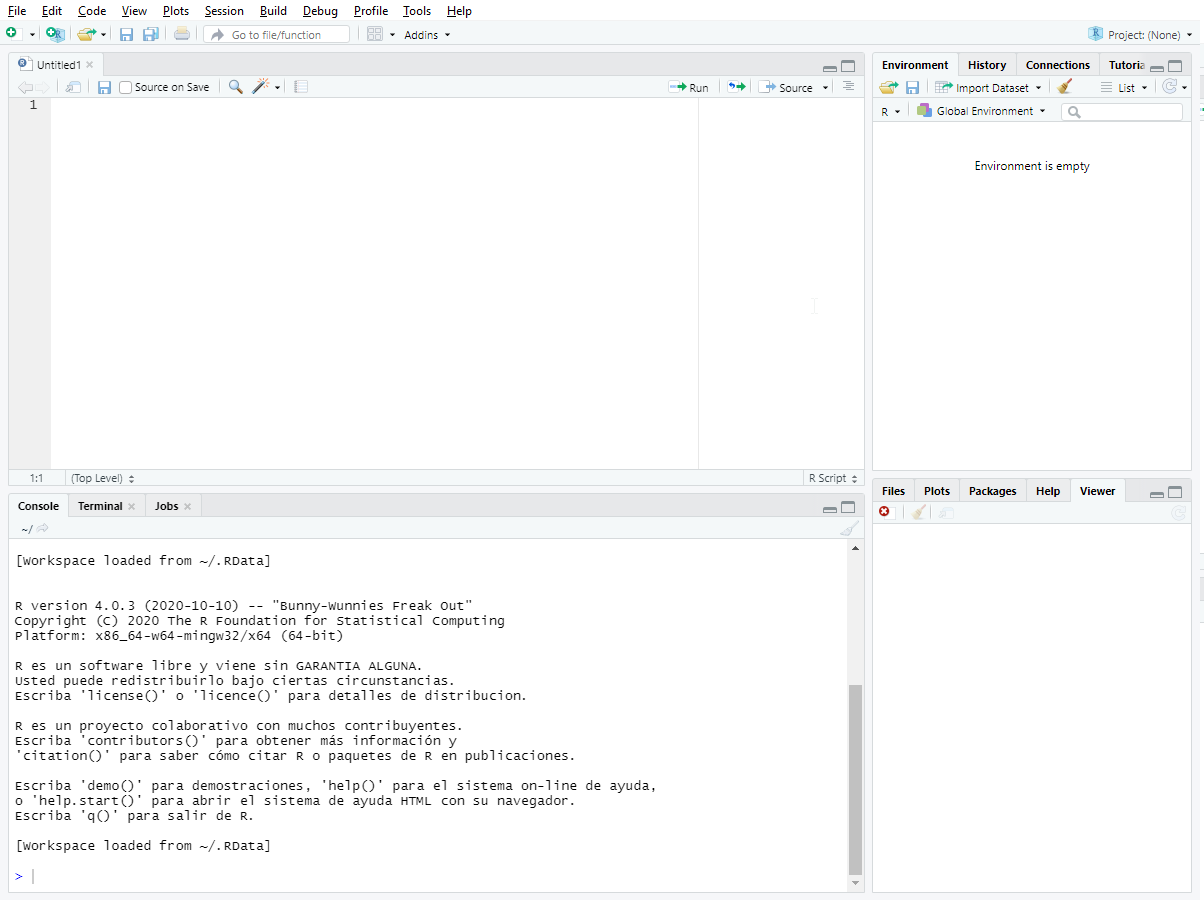 File Edit Code View Plots Session Build Debug Profile Tools Help
Go to file/function Addins Project: (None)
Untitled1
Source on Save Run Source
1
1:1 (Top Level) R Script
Console Terminal Jobs
~/
[Workspace loaded from ~/.RData]
R version 4.0.3 (2020-10-10) -- "Bunny-Wunnies Freak Out"
Copyright (C) 2020 The R Foundation for Statistical Computing
Platform: x86_64-w64-mingw32/x64 (64-bit)
R es un software libre y viene sin GARANTIA ALGUNA.
Usted puede redistribuirlo bajo ciertas circunstancias.
Escriba 'license()' o 'licence()' para detalles de distribucion.
R es un proyecto colaborativo con muchos contribuyentes.
Escriba 'contributors()' para obtener más información y
'citation()' para saber cómo citar R o paquetes de R en publicaciones.
Escriba 'demo()' para demostraciones, 'help()' para el sistema on-line de ayuda,
o 'help.start()' para abrir el sistema de ayuda HTML con su navegador.
Escriba 'q()' para salir de R.
[Workspace loaded from ~/.RData]
>
Environment History Connections Tutoria
Import Dataset List
R Global Environment
Environment is empty
Files Plots Packages Help Viewer